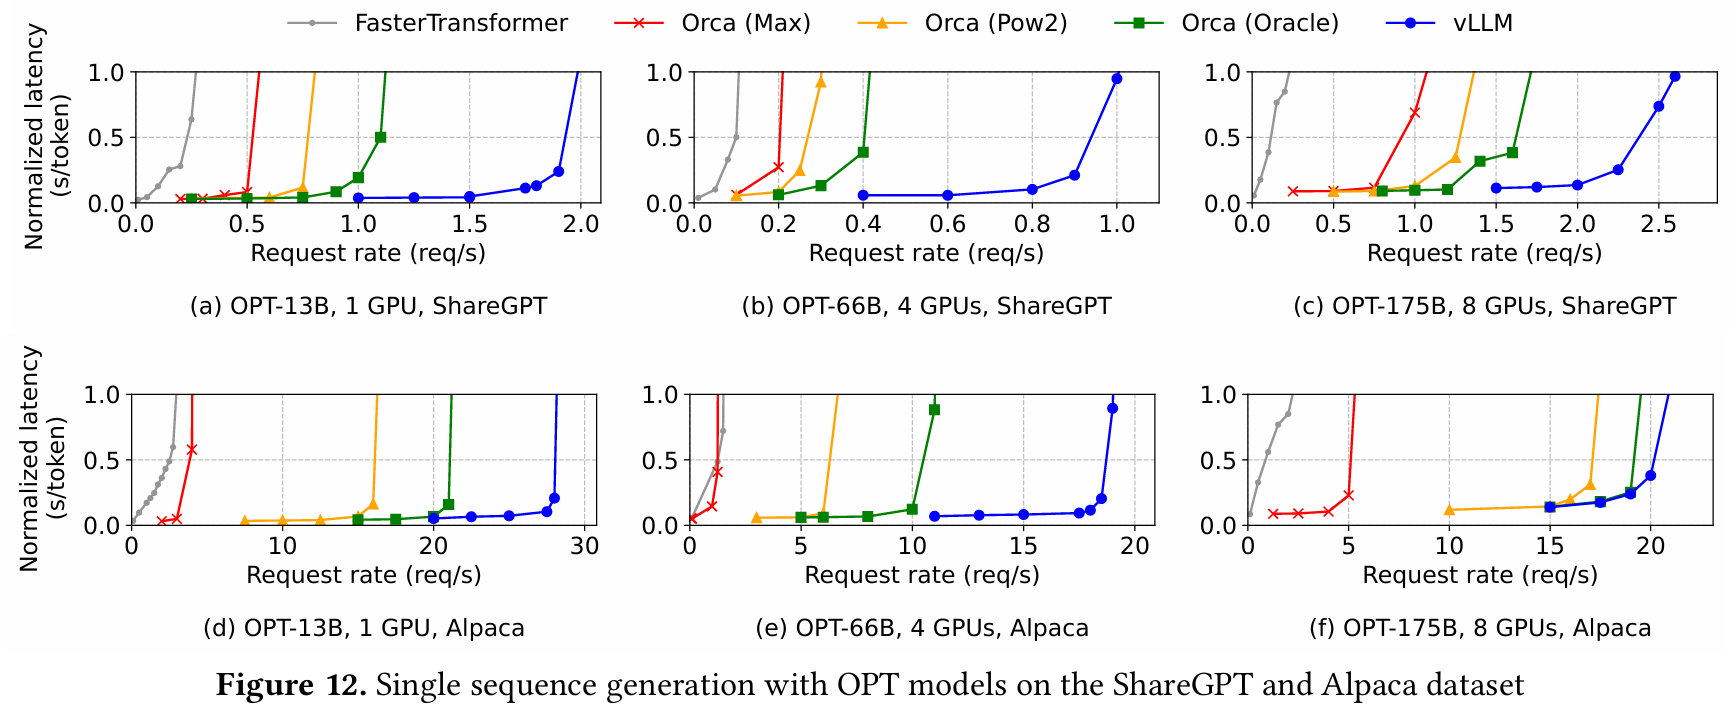 FasterTransformer Orca (Max) Orca (Pow2) Orca (Oracle) vLLM
Normalized latency
(s/token)
1.0
0.5
0.0
0.0 0.5 1.0 1.5 2.0
Request rate (req/s)
(a) OPT-13B, 1 GPU, ShareGPT
1.0
0.5
0.0
0.0 0.2 0.4 0.6 0.8 1.0
Request rate (req/s)
(b) OPT-66B, 4 GPUs, ShareGPT
1.0
0.5
0.0
0.0 0.5 1.0 1.5 2.0 2.5
Request rate (req/s)
(c) OPT-175B, 8 GPUs, ShareGPT
Normalized latency
(s/token)
1.0
0.5
0.0
0 10 20 30
Request rate (req/s)
(d) OPT-13B, 1 GPU, Alpaca
1.0
0.5
0.0
0 5 10 15 20
Request rate (req/s)
(e) OPT-66B, 4 GPUs, Alpaca
1.0
0.5
0.0
0 5 10 15 20
Request rate (req/s)
(f) OPT-175B, 8 GPUs, Alpaca
Figure 12. Single sequence generation with OPT models on the ShareGPT and Alpaca dataset